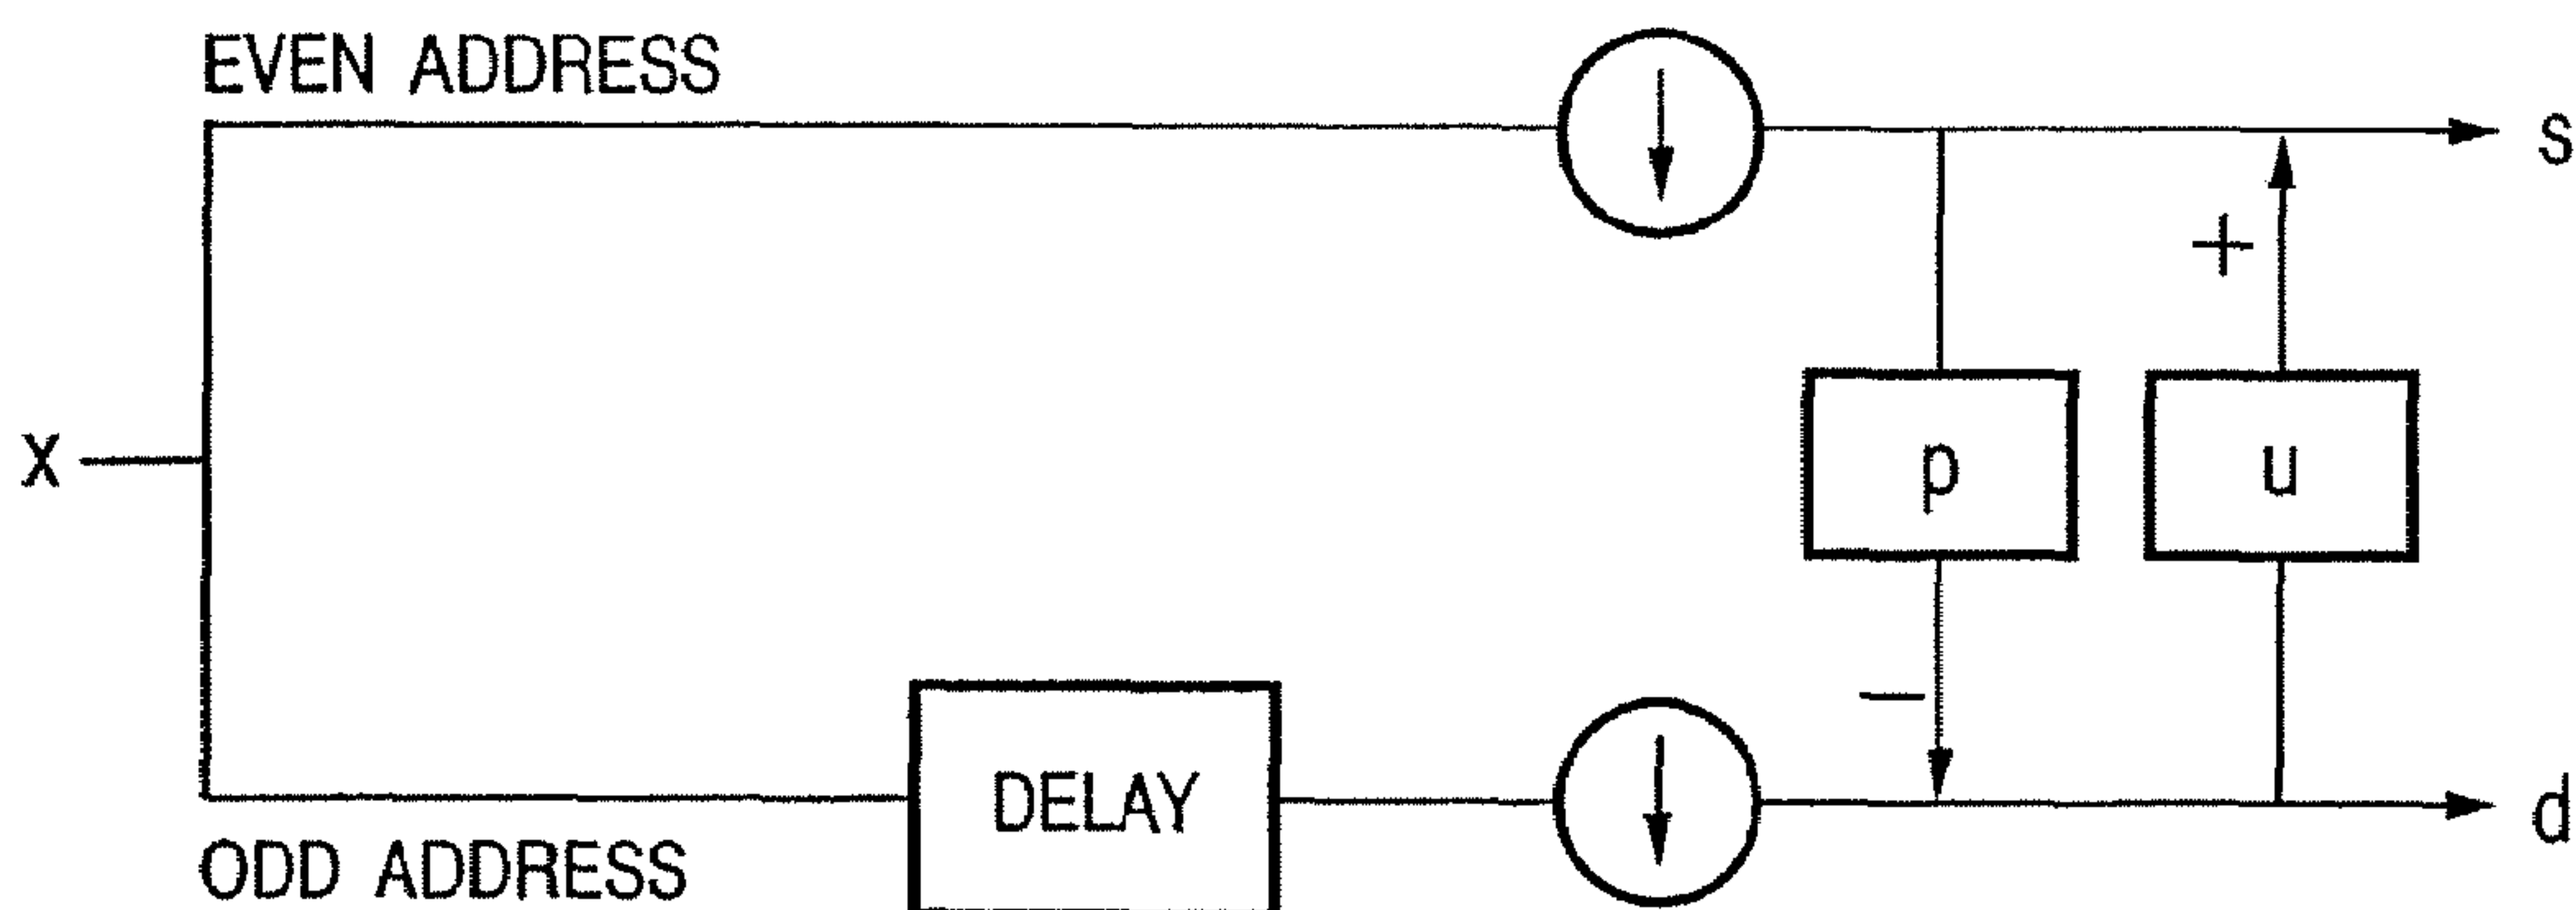 EVEN ADDRESS
s
+
x
p
u
−
DELAY
d
ODD ADDRESS